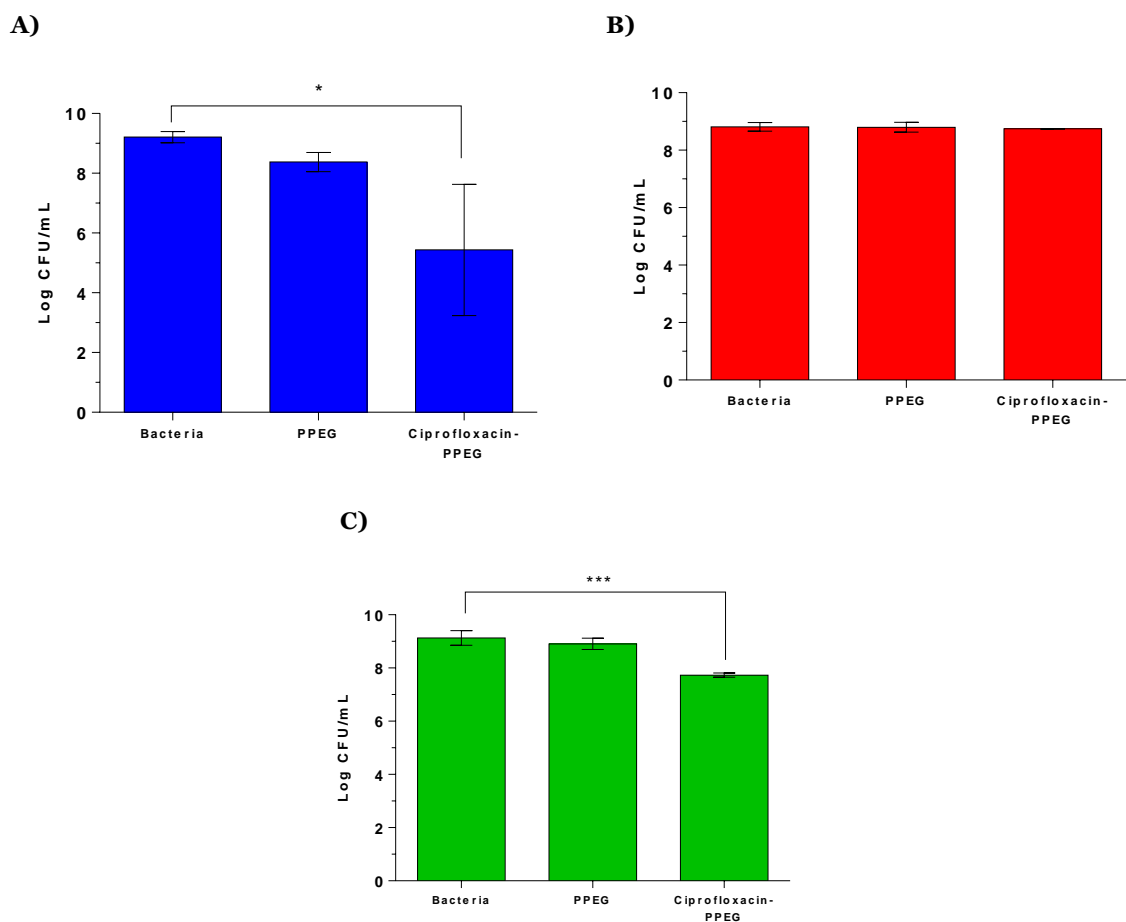 A)
*
10
8
6
4
2
0
Log CFU/mL
Bacteria
PPEG
Ciprofloxacin-
PPEG
B)
10
8
6
4
2
0
Log CFU/mL
Bacteria
PPEG
Ciprofloxacin-
PPEG
C)
***
10
8
6
4
2
0
Log CFU/mL
Bacteria
PPEG
Ciprofloxacin-
PPEG